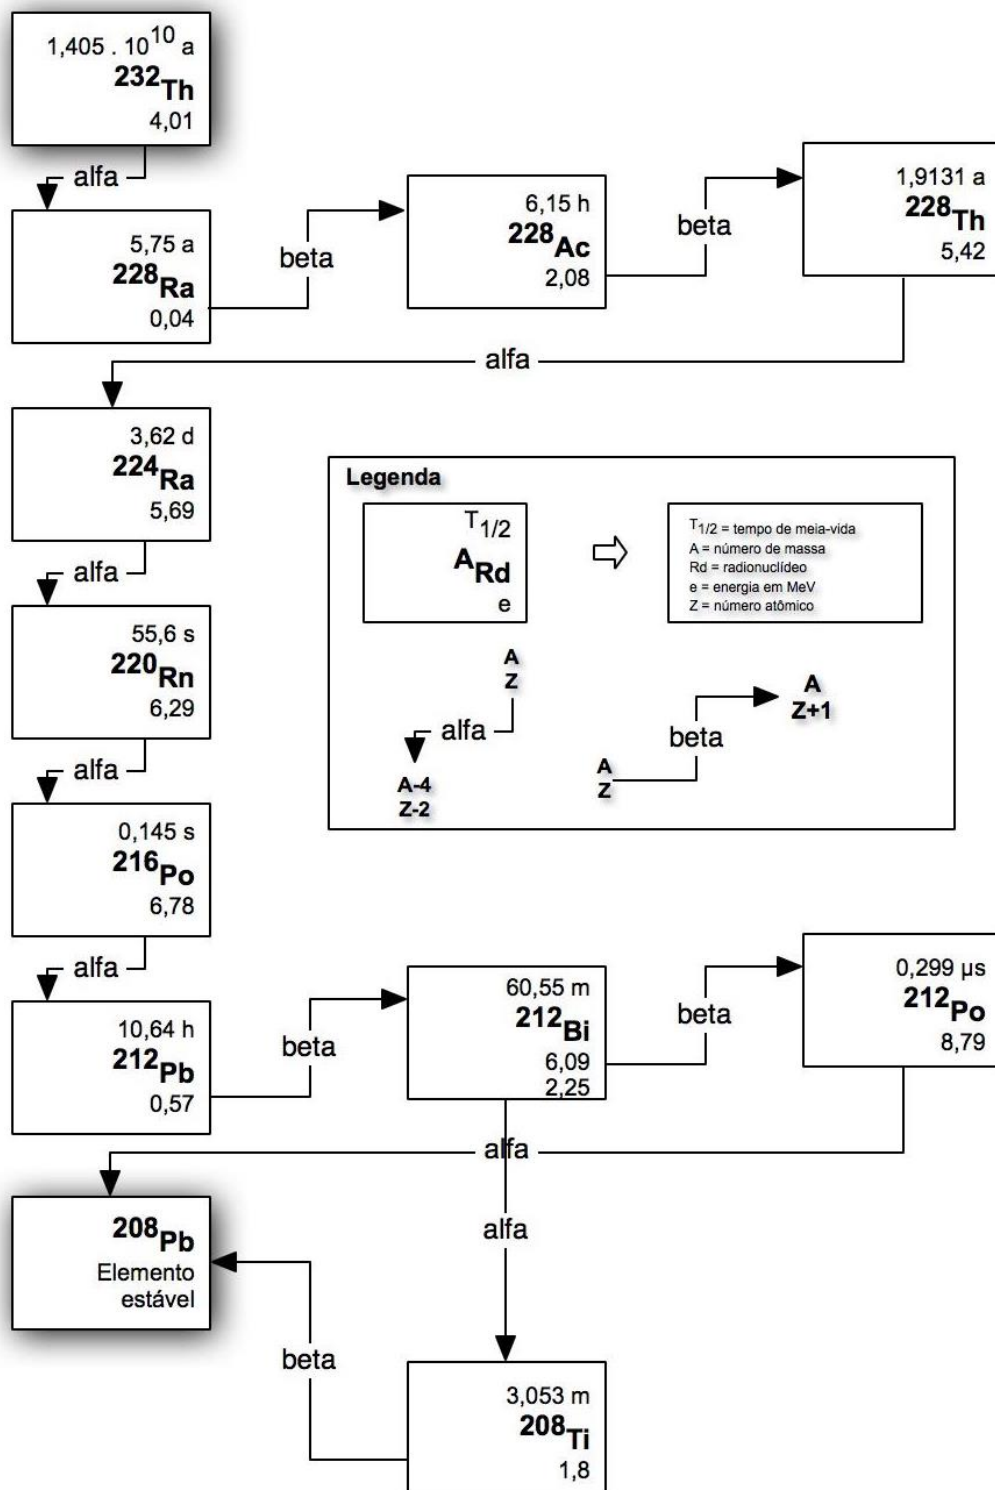 1,405 . 10^10 a
232Th
4,01
alfa
5,75 a
228Ra
0,04
beta
6,15 h
228Ac
2,08
beta
1,9131 a
228Th
5,42
alfa
3,62 d
224Ra
5,69
alfa
55,6 s
220Rn
6,29
alfa
0,145 s
216Po
6,78
alfa
10,64 h
212Pb
0,57
beta
60,55 m
212Bi
6,09
2,25
beta
0,299 µs
212Po
8,79
alfa
alfa
208Pb
Elemento
estável
beta
3,053 m
208Ti
1,8
Legenda
T1/2
ARd
e
T1/2 = tempo de meia-vida
A = número de massa
Rd = radionuclídeo
e = energia em MeV
Z = número atômico
A
Z
alfa
A-4
Z-2
A
Z
beta
A
Z+1